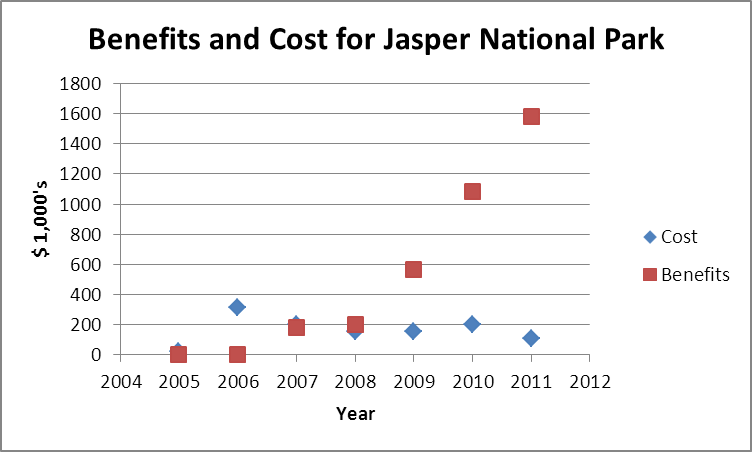 Benefits and Cost for Jasper National Park
1800
1600
1400
1200
1000
800
600
400
200
0
$ 1,000's
2004 2005 2006 2007 2008 2009 2010 2011 2012
Year
Cost
Benefits